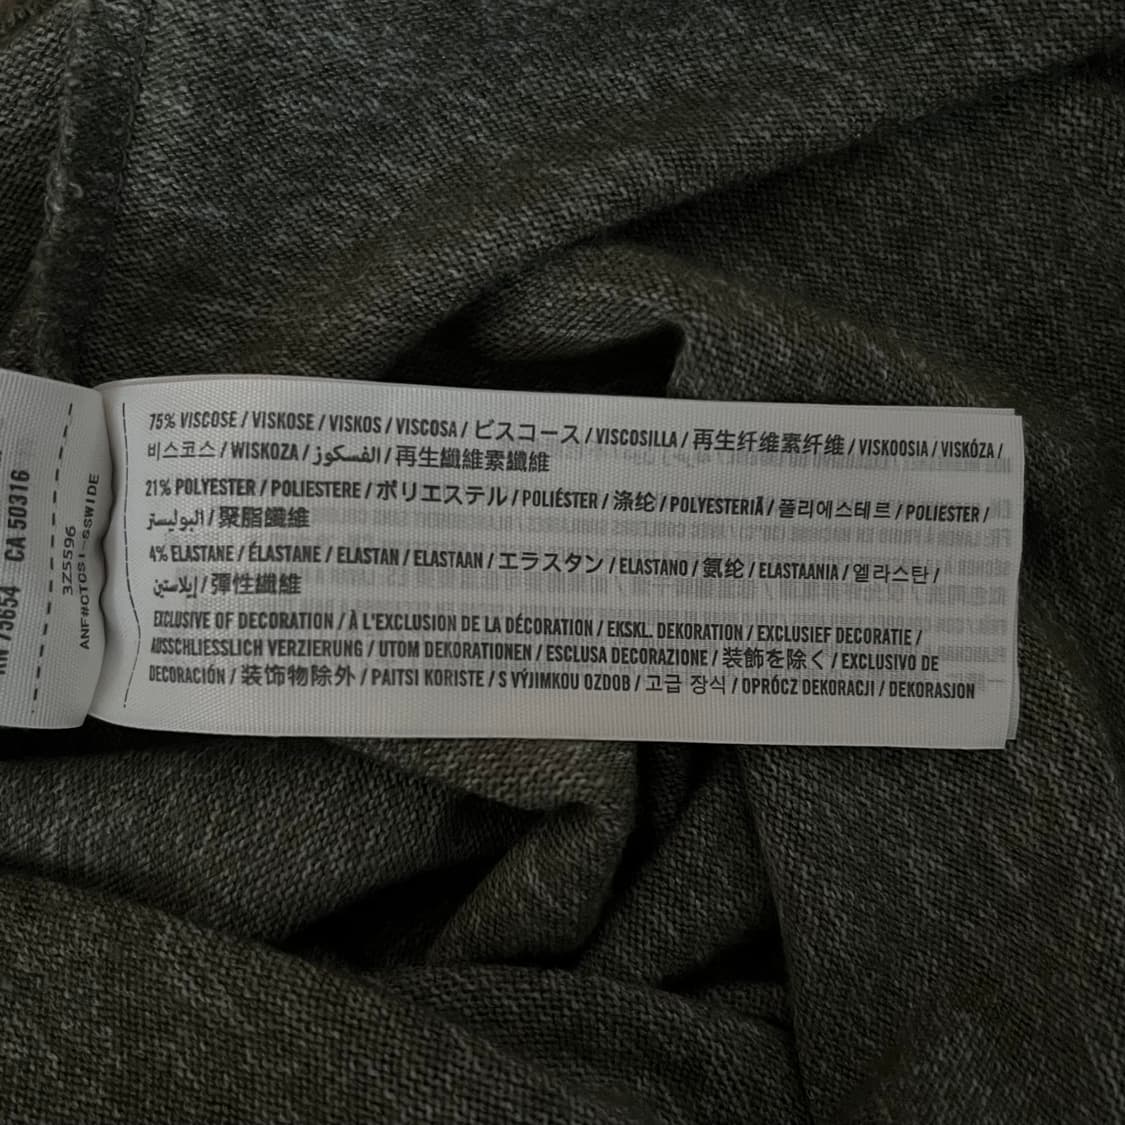 75% VISCOSE / VISKOSE / VISKOS / VISCOSA / ビスコース / VISCOSILLA / 再生纤维素纤维 / VISKOOSIA / VISKÓZA /
비스코스 / WISKOZA / الفسكوز / 再生纖維素纖維
21% POLYESTER / POLIESTERE / ポリエステル / POLIÉSTER / 涤纶 / POLYESTERIÄ / 폴리에스테르 / POLIESTER /
البوليستر / 聚脂纖維
4% ELASTANE / ÉLASTANE / ELASTAN / ELASTAAN / エラスタン / ELASTANO / 氨纶 / ELASTAANIA / 엘라스탄 /
إيلاستين / 彈性纖維
EXCLUSIVE OF DECORATION / À L'EXCLUSION DE LA DÉCORATION / EKSKL. DEKORATION / EXCLUSIEF DECORATIE /
AUSSCHLIESSLICH VERZIERUNG / UTOM DEKORATIONEN / ESCLUSA DECORAZIONE / 装飾を除く / EXCLUSIVO DE
DECORACIÓN / 装饰物除外 / PAITSI KORISTE / S VÝJIMKOU OZDOB / 고급 장식 / OPRÓCZ DEKORACJI / DEKORASJON
RN 75654 CA 50316
3Z5596